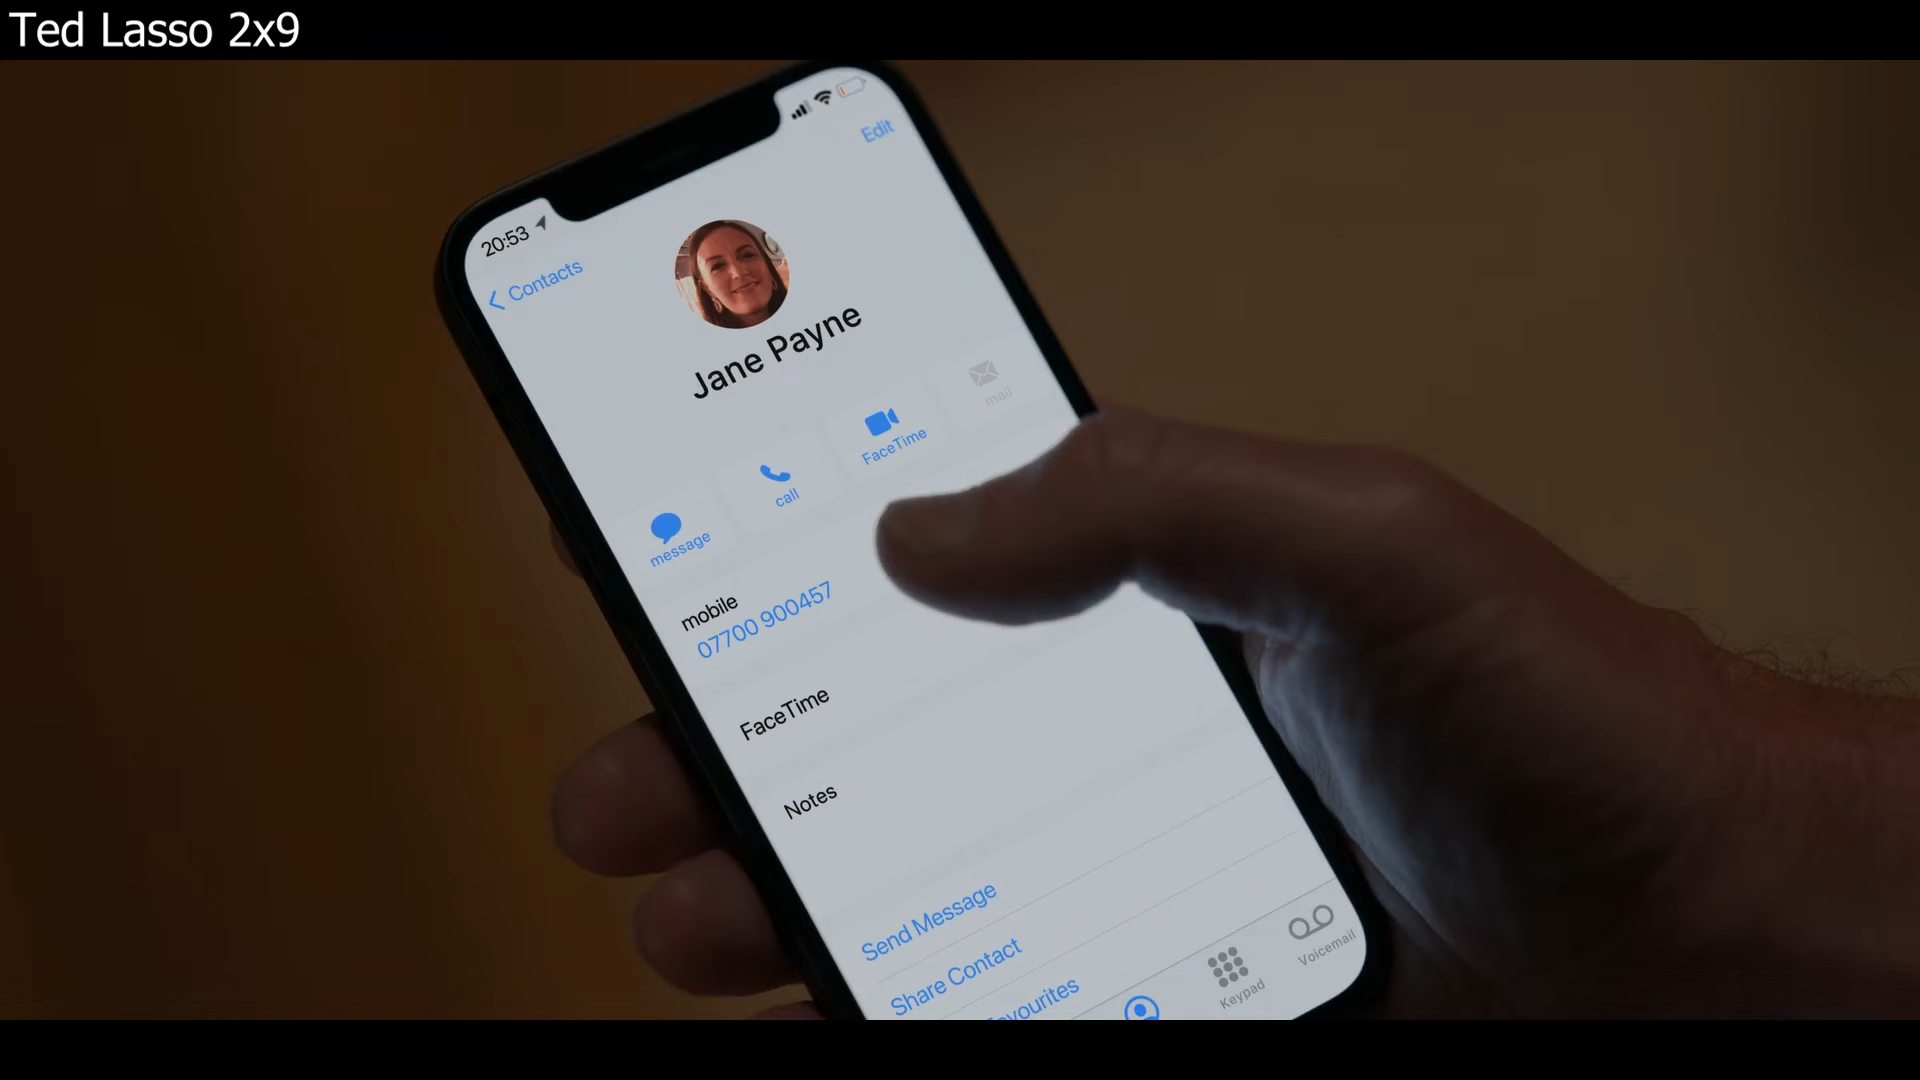 Ted Lasso 2x9
20:53
Edit
Contacts
Jane Payne
message
call
FaceTime
mail
mobile
07700 900457
FaceTime
Notes
Send Message
Share Contact
avourites
Keypad
Voicemail